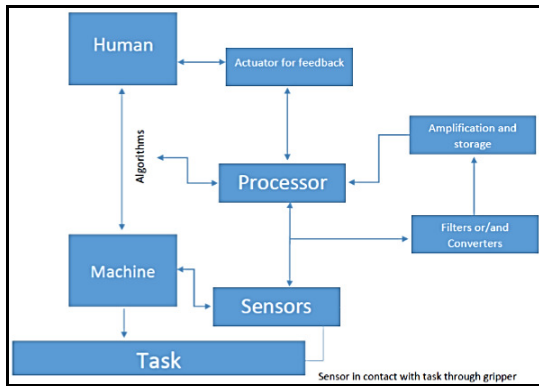 Human
Actuator for feedback
Amplification and
storage
Algorithms
Processor
Filters or/and
Converters
Machine
Sensors
Task
Sensor in contact with task through gripper